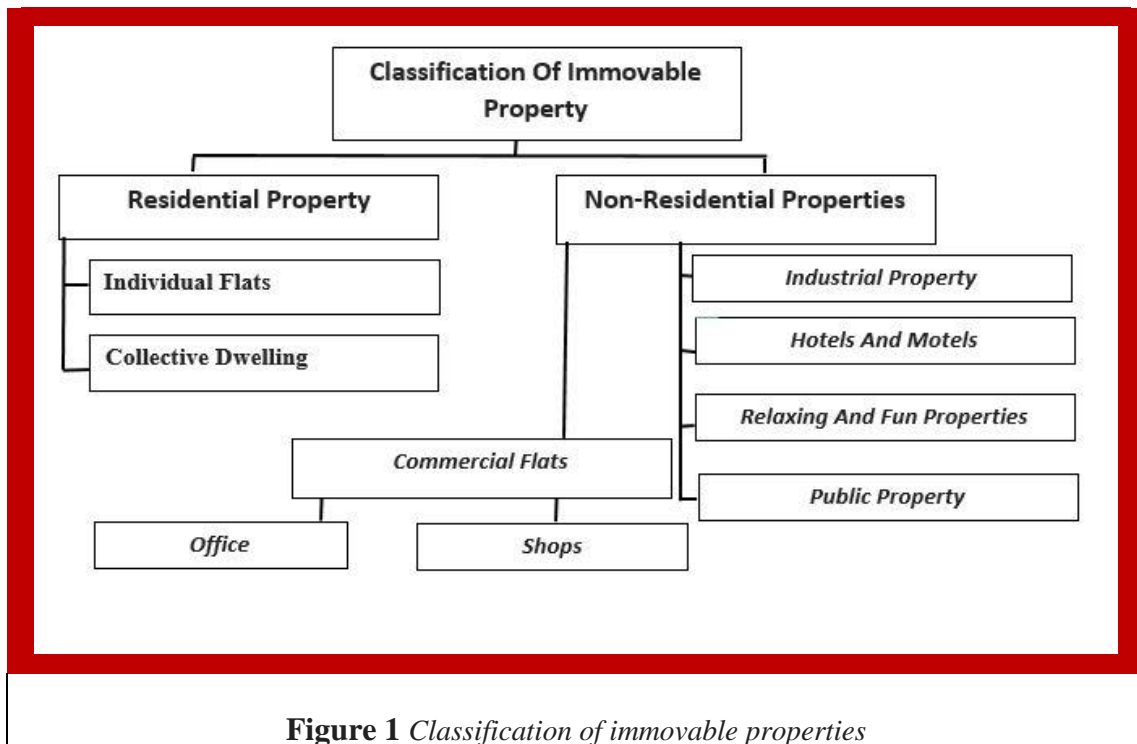 Classification Of Immovable
Property
Residential Property
Non-Residential Properties
Individual Flats
Collective Dwelling
Industrial Property
Hotels And Motels
Relaxing And Fun Properties
Public Property
Commercial Flats
Office
Shops
Figure 1 Classification of immovable properties